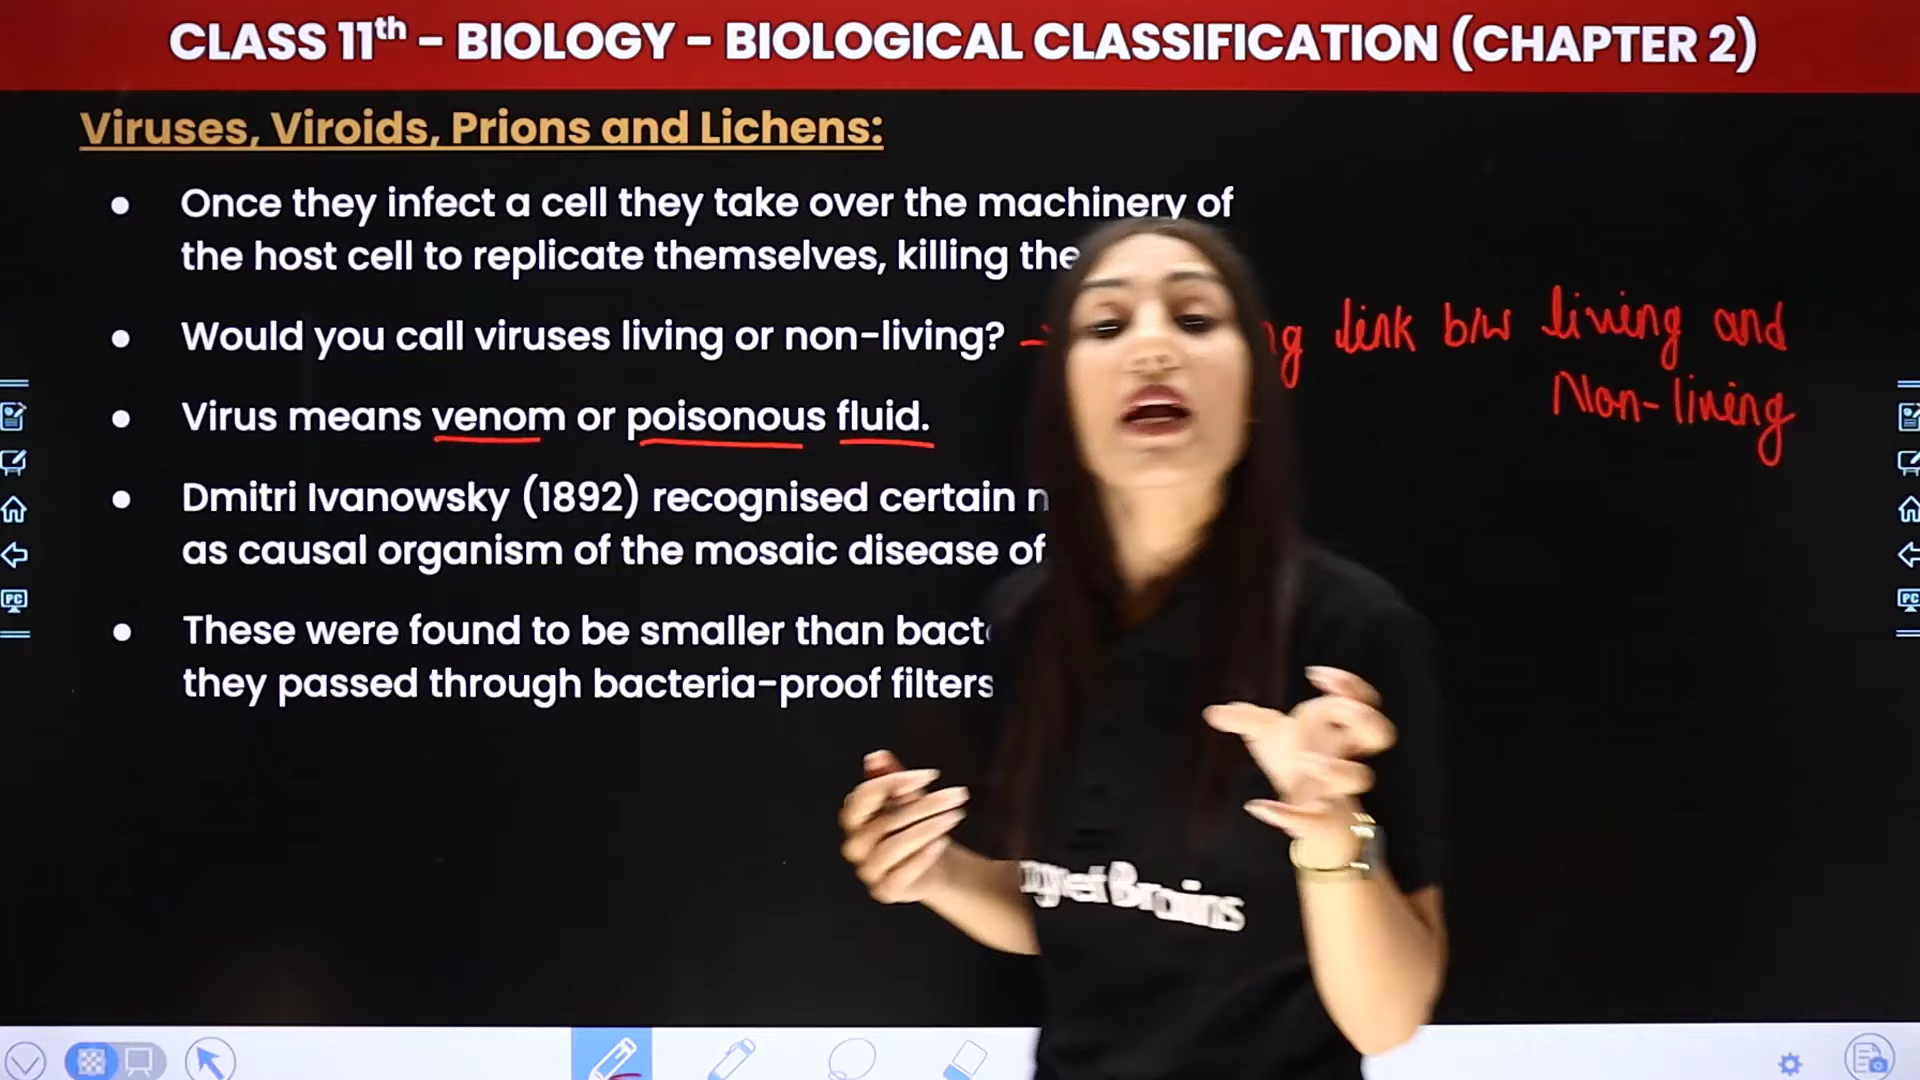 CLASS 11th - BIOLOGY - BIOLOGICAL CLASSIFICATION (CHAPTER 2)
Viruses, Viroids, Prions and Lichens:
• Once they infect a cell they take over the machinery of
the host cell to replicate themselves, killing the
• Would you call viruses living or non-living?
link b/w living and
Non-living
• Virus means venom or poisonous fluid.
• Dmitri Ivanowsky (1892) recognised certain
as causal organism of the mosaic disease of
• These were found to be smaller than
they passed through bacteria-proof filters
Brains
PC
PC